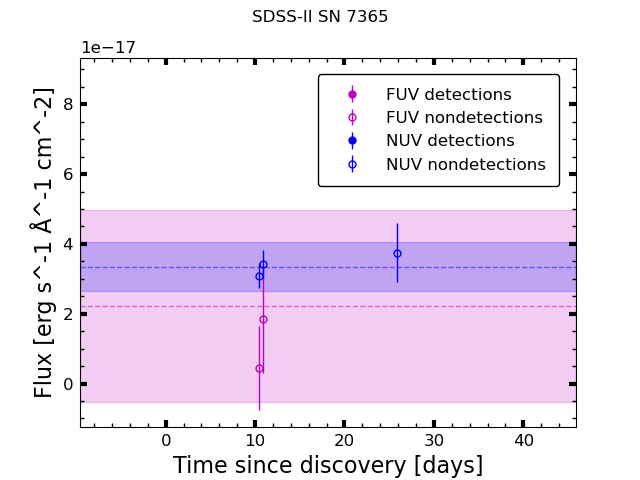 SDSS-II SN 7365
1e−17
FUV detections
FUV nondetections
NUV detections
NUV nondetections
8
6
4
2
0
Flux [erg s^-1 Å^-1 cm^-2]
0 10 20 30 40
Time since discovery [days]